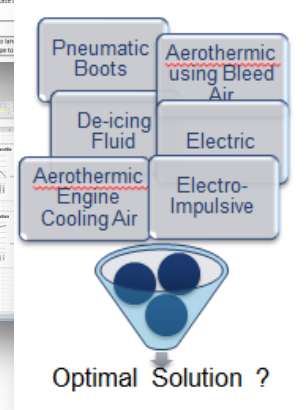 Pneumatic
Boots
Aerothermic
using Bleed
Air
De-icing
Fluid
Electric
Aerothermic
Engine
Cooling Air
Electro-
Impulsive
Optimal Solution ?